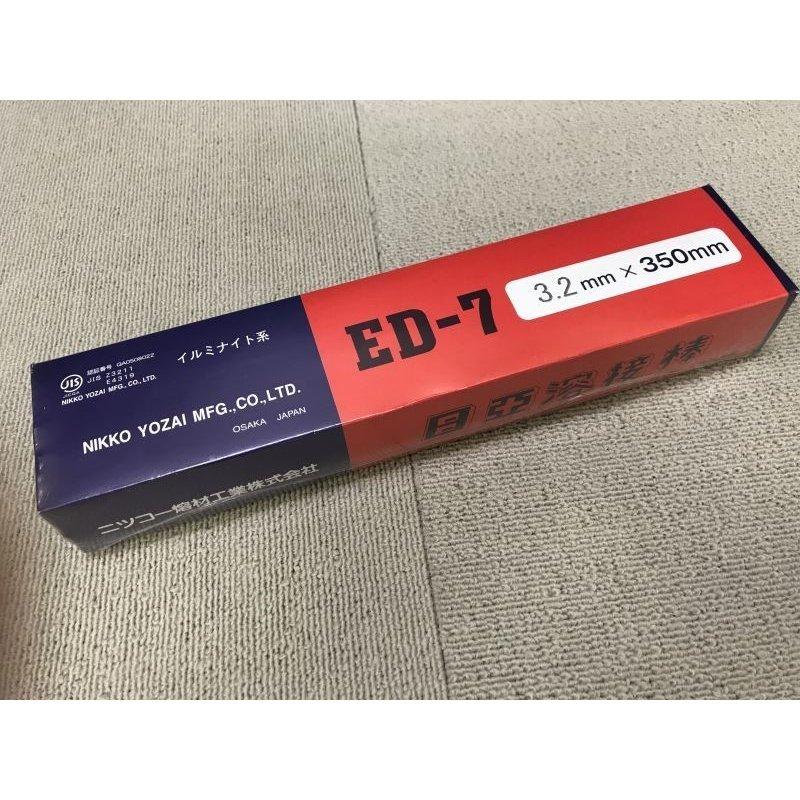 JIS
JICQA
認証番号 QA0508022
JIS Z3211
E4319
NIKKO YOZAI MFG., CO., LTD.
イルミナイト系
NIKKO YOZAI MFG.,CO.,LTD.
OSAKA JAPAN
ニツコー熔材工業株式会社
ED-7
3.2 mm × 350mm
日亞溶接棒